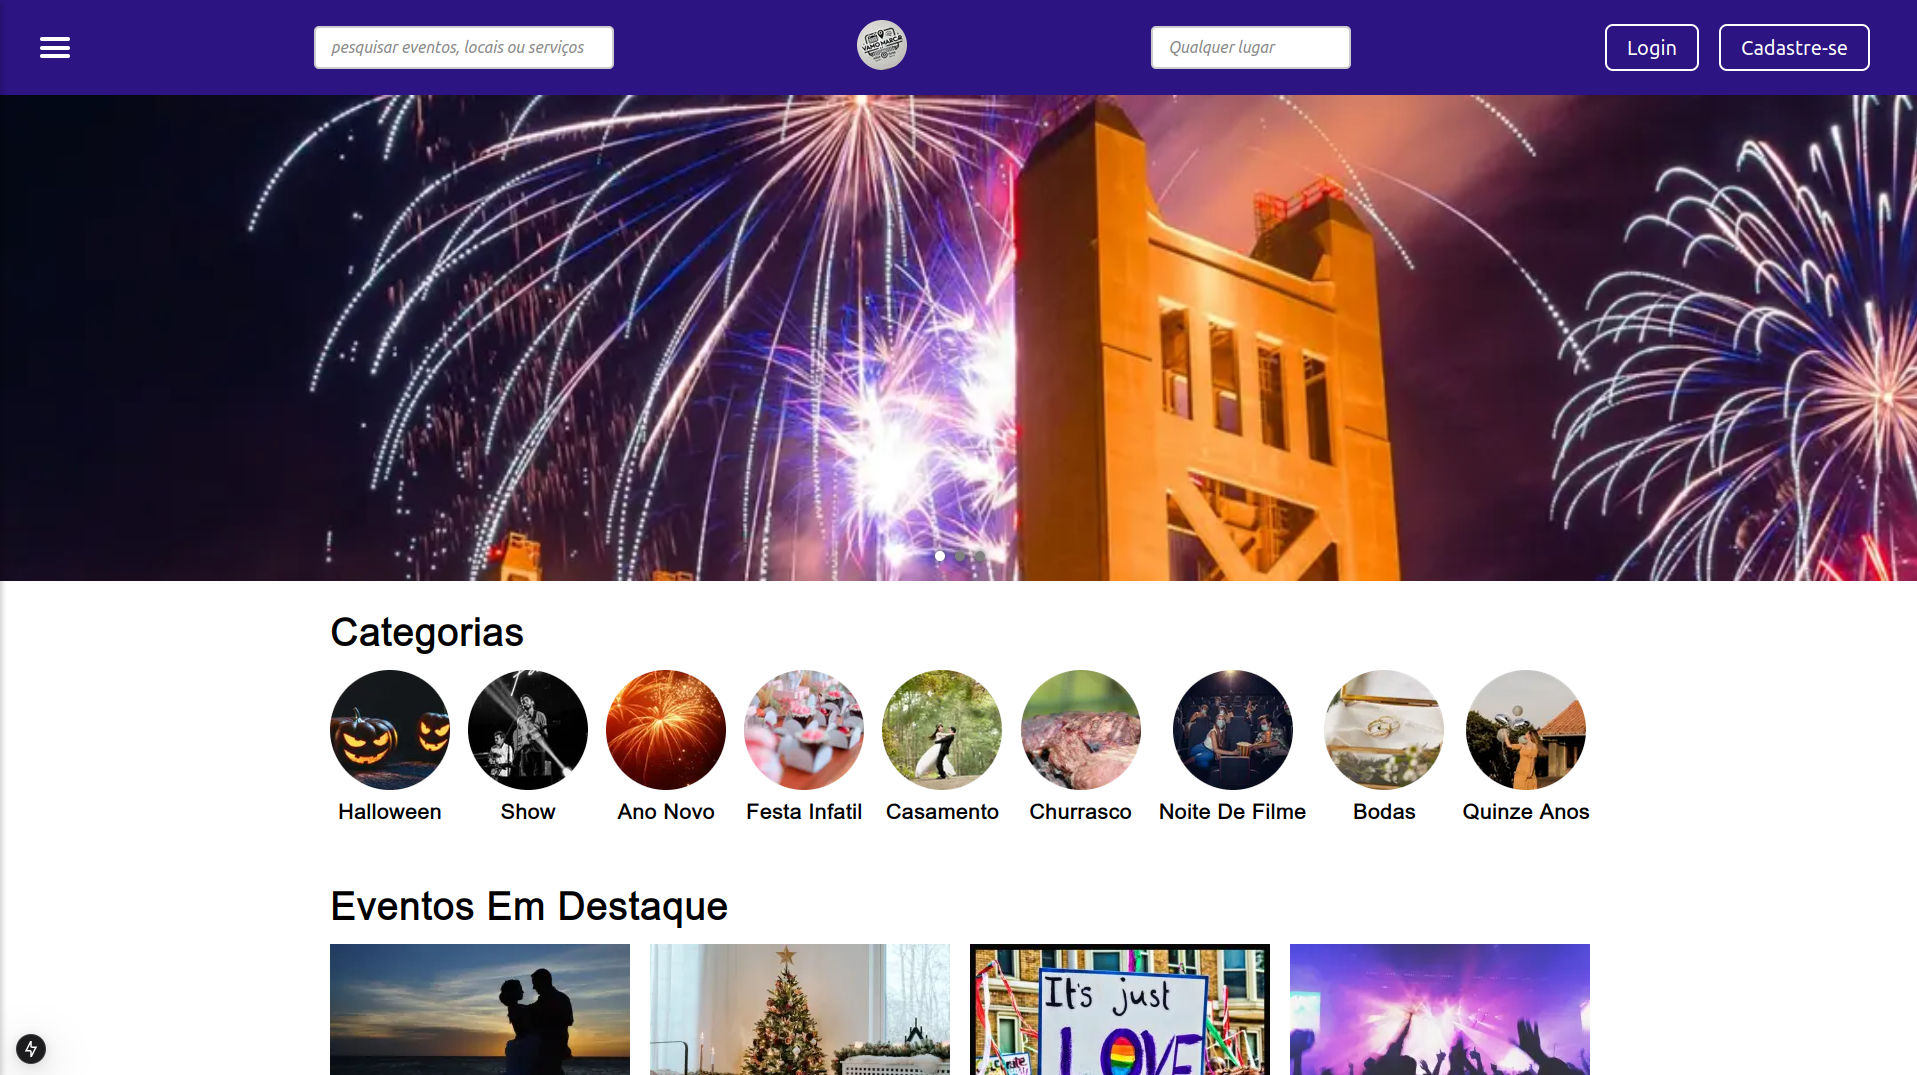 pesquisar eventos, locais ou serviços
VAMO MARCÁ
Qualquer lugar
Login
Cadastre-se
Categorias
Halloween
Show
Ano Novo
Festa Infatil
Casamento
Churrasco
Noite De Filme
Bodas
Quinze Anos
Eventos Em Destaque
It's just
LOVE